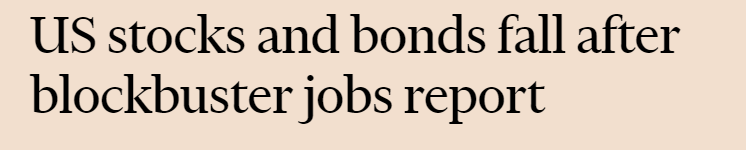 US stocks and bonds fall after
blockbuster jobs report